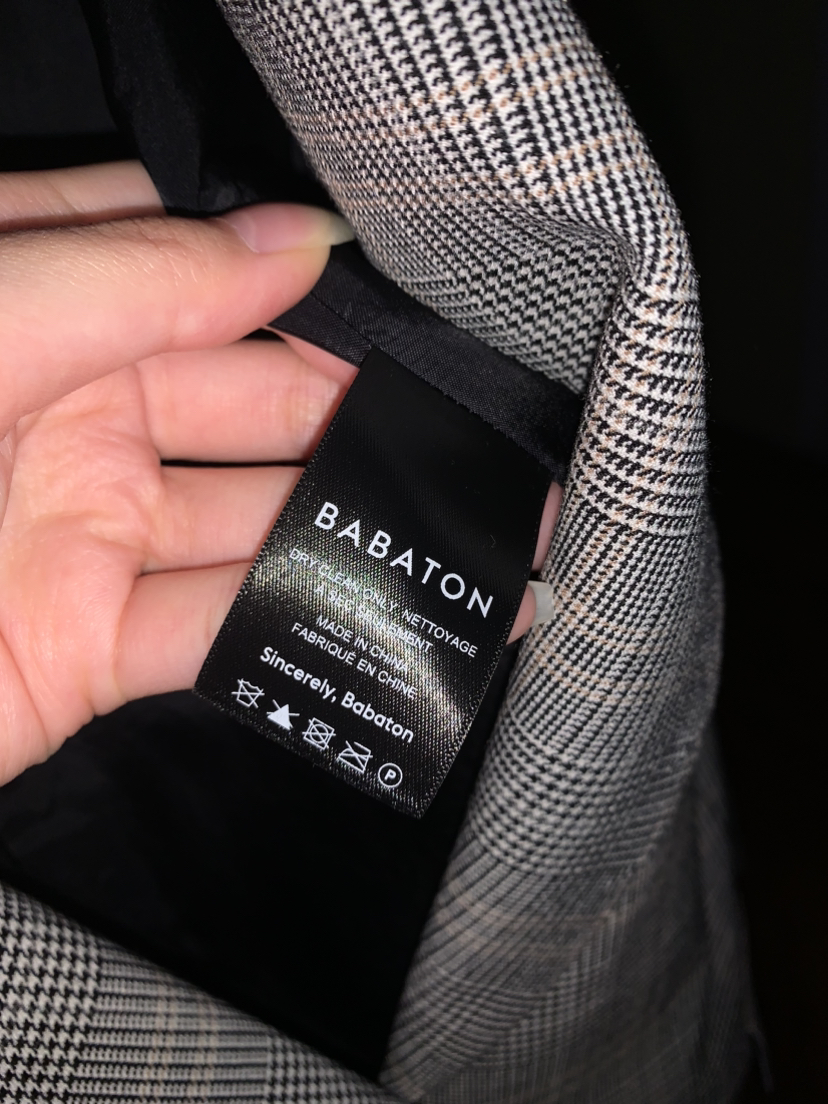 BABATON
DRY CLEAN ONLY. NETTOYAGE
À SEC SEULEMENT
MADE IN CHINA
FABRIQUÉ EN CHINE
Sincerely, Babaton
P